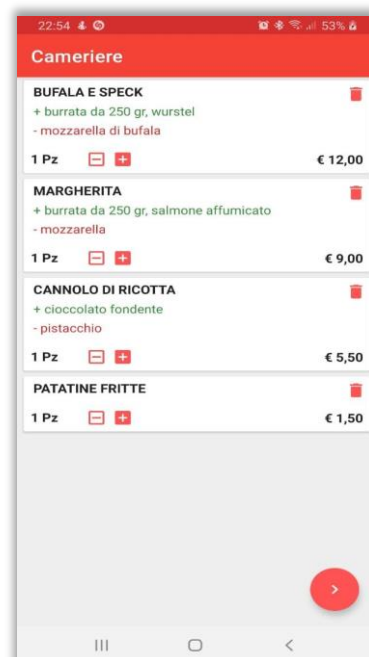 22:54 53%
Cameriere
BUFALA E SPECK
+ burrata da 250 gr, wurstel
- mozzarella di bufala
1 Pz € 12,00
MARGHERITA
+ burrata da 250 gr, salmone affumicato
- mozzarella
1 Pz € 9,00
CANNOLO DI RICOTTA
+ cioccolato fondente
- pistacchio
1 Pz € 5,50
PATATINE FRITTE
1 Pz € 1,50